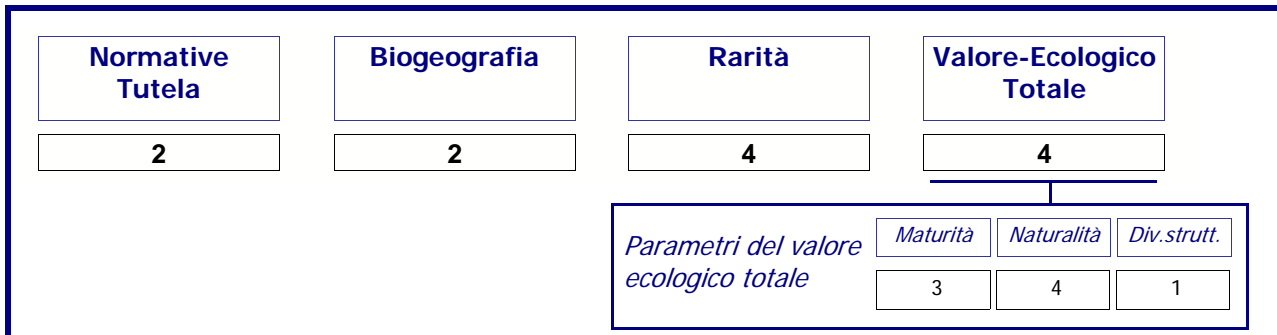 Normative Tutela
Biogeografia
Rarità
Valore-Ecologico Totale
2
2
4
4
Parametri del valore ecologico totale
Maturità
Naturalità
Div.strutt.
3
4
1